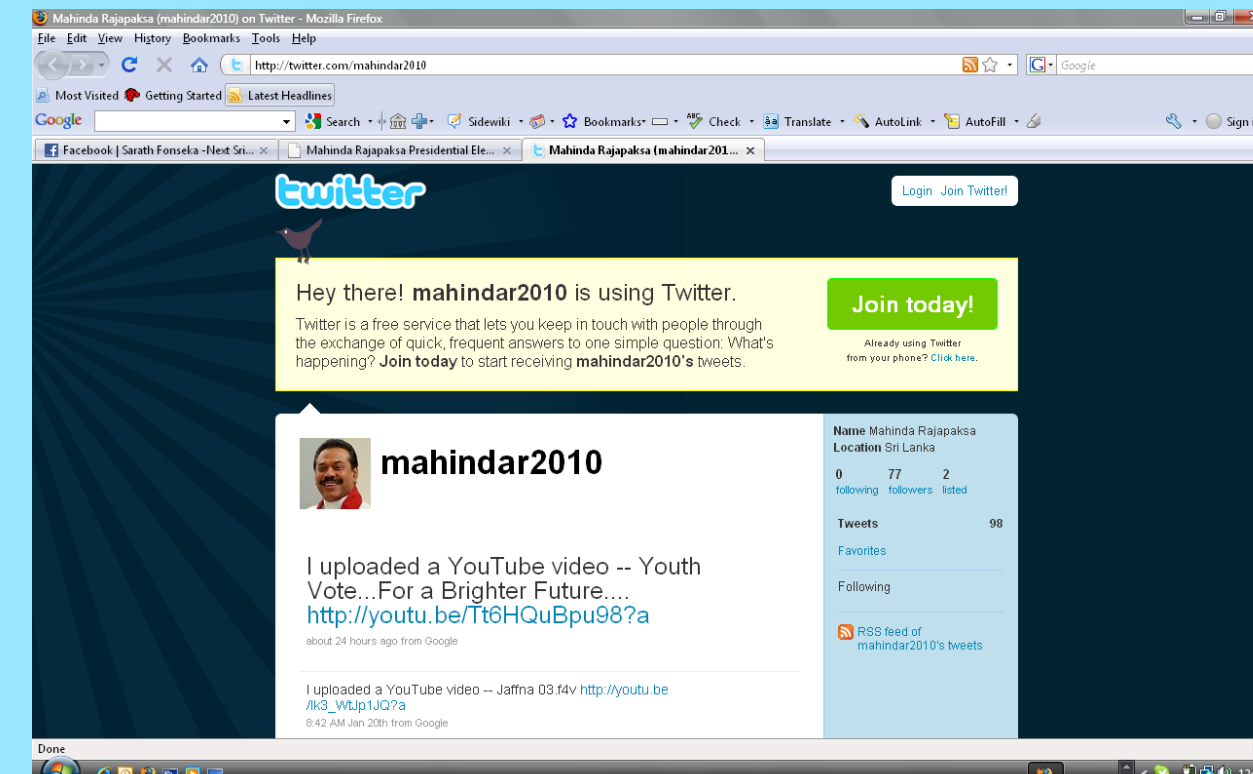 Mahinda Rajapaksa (mahindar2010) on Twitter - Mozilla Firefox
File Edit View History Bookmarks Tools Help
http://twitter.com/mahindar2010
Google
Most Visited Getting Started Latest Headlines
Google Search Sidewiki Bookmarks Check Translate AutoLink AutoFill Sign i
Facebook | Sarath Fonseka -Next Sri... Mahinda Rajapaksa Presidential Ele... Mahinda Rajapaksa (mahindar201...
twitter
Login Join Twitter!
Hey there! mahindar2010 is using Twitter.
Twitter is a free service that lets you keep in touch with people through
the exchange of quick, frequent answers to one simple question: What's
happening? Join today to start receiving mahindar2010's tweets.
Join today!
Already using Twitter
from your phone? Click here.
mahindar2010
I uploaded a YouTube video -- Youth
Vote...For a Brighter Future....
http://youtu.be/Tt6HQuBpu98?a
about 24 hours ago from Google
I uploaded a YouTube video -- Jaffna 03.f4v http://youtu.be
/Ik3_WtJp1JQ?a
8:42 AM Jan 20th from Google
Name Mahinda Rajapaksa
Location Sri Lanka
0 77 2
following followers listed
Tweets 98
Favorites
Following
RSS feed of
mahindar2010's tweets
Done